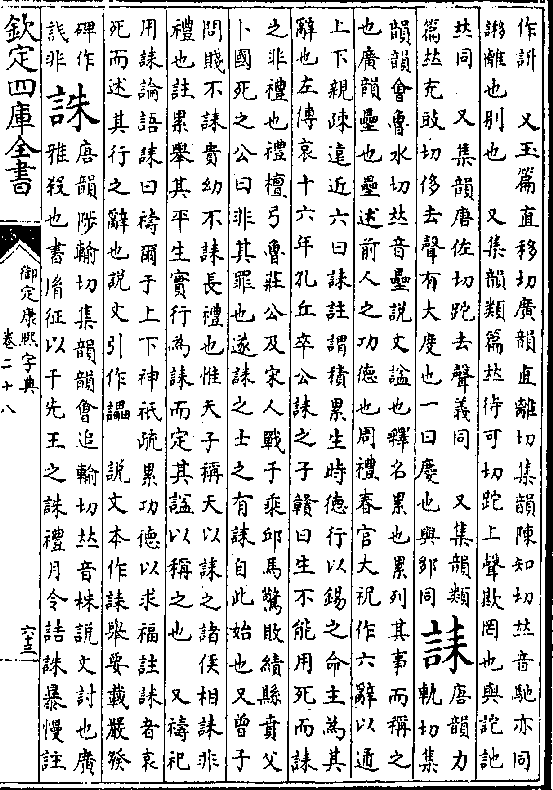 作訓　又玉篇直移切廣韻直離切集韻陳知切𠀤音馳亦同
謻離也別也　又集韻類篇𠀤待可切跎上聲欺罔也與詑訑
𠀤同　又集韻唐佐切跎去聲義同　又集韻類
篇𠀤充豉切侈去聲有大度也一曰慶也與同
誄
唐韻力
軌切集
韻韻會魯水切𠀤音壘說文諡也釋名累也累列其事而稱之
也廣韻壘也壘述前人之功德也周禮春官大祝作六辭以通
上下親疎遠近六曰誄註謂積累生時德行以錫之命主為其
辭也左傳哀十六年孔丘卒公誄之子贛曰生不能用死而誄
之非禮也禮檀弓魯莊公及宋人戰于乘邱馬驚敗績縣賁父
卜國死之公曰非其罪也遂誄之士之有誄自此始也又曾子
問賤不誄貴幼不誄長禮也惟天子稱天以誄之諸侯相誄非
禮也註累舉其平生實行為誄而定其諡以稱之也　又禱祀
用誄論語誄曰禱爾于上下神祇疏累功德以求福註誄者哀
死而述其行之辭也說文引作讄　說文本作誄載嚴發
碑作
非
誅
唐韻陟輸切集韻韻會追輸切𠀤音株說文討也廣
雅殺也書胤征以干先王之誅禮月令詰誅暴慢註
欽定四庫全書
御定康熙字典
卷二十八
六十三